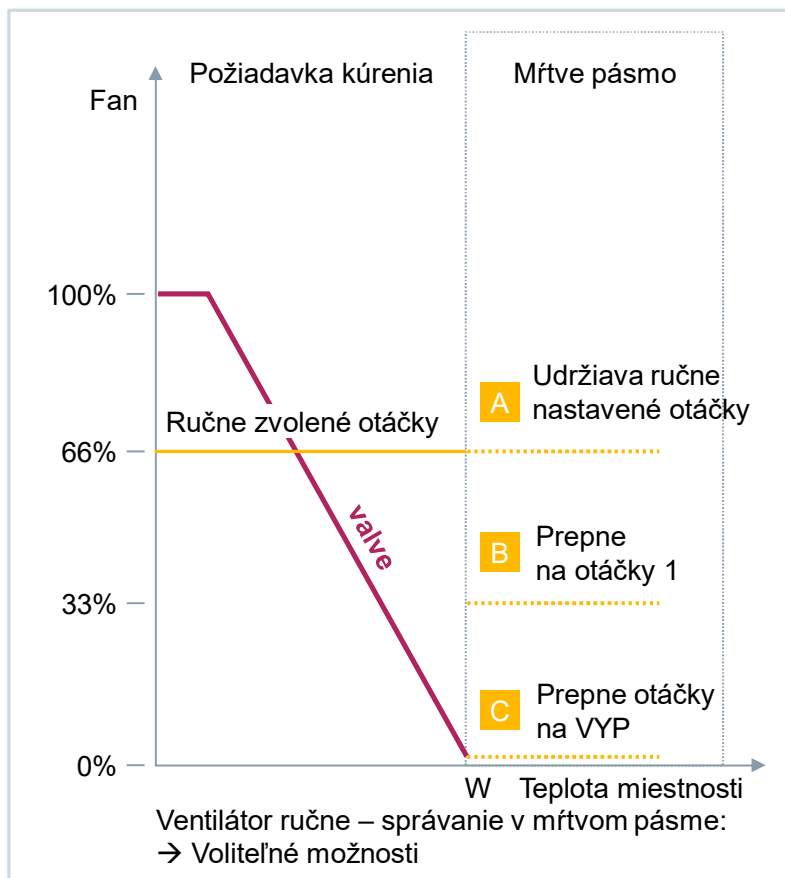 Požiadavka kúrenia
Mŕtve pásmo
Fan
100%
A
Udržiava ručne
nastavené otáčky
Ručne zvolené otáčky
66%
valve
B
Prepne
na otáčky 1
33%
C
Prepne otáčky
na VYP
0%
W
Teplota miestnosti
Ventilátor ručne – správanie v mŕtvom pásme:
→ Voliteľné možnosti